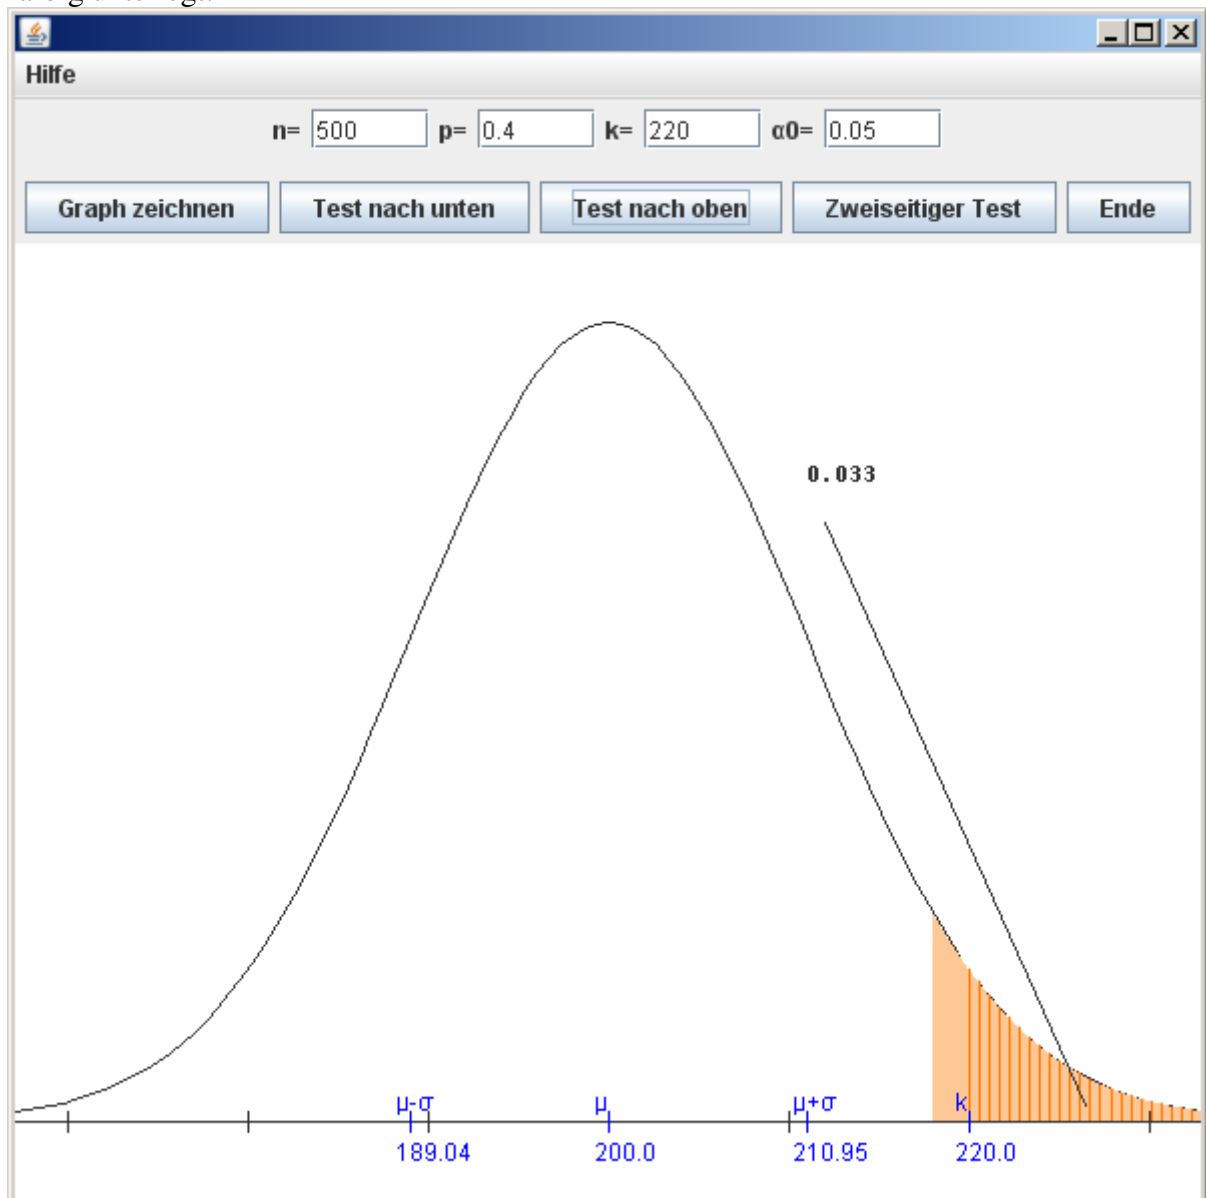 Hilfe
n= 500 p= 0.4 k= 220 α0= 0.05
Graph zeichnen Test nach unten Test nach oben Zweiseitiger Test Ende
0.033
μ-σ μ μ+σ k
189.04 200.0 210.95 220.0